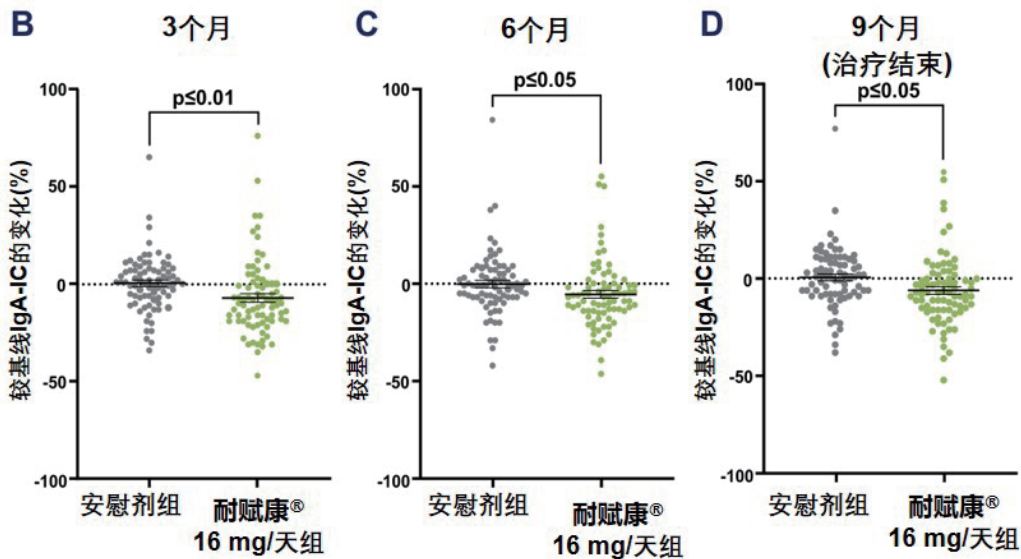 B
3个月
较基线IgA-IC的变化(%)
100
50
0
-50
-100
p≤0.01
安慰剂组
耐赋康®
16 mg/天组
C
6个月
较基线IgA-IC的变化(%)
100
50
0
-50
-100
p≤0.05
安慰剂组
耐赋康®
16 mg/天组
D
9个月
(治疗结束)
较基线IgA-IC的变化(%)
100
50
0
-50
-100
p≤0.05
安慰剂组
耐赋康®
16 mg/天组